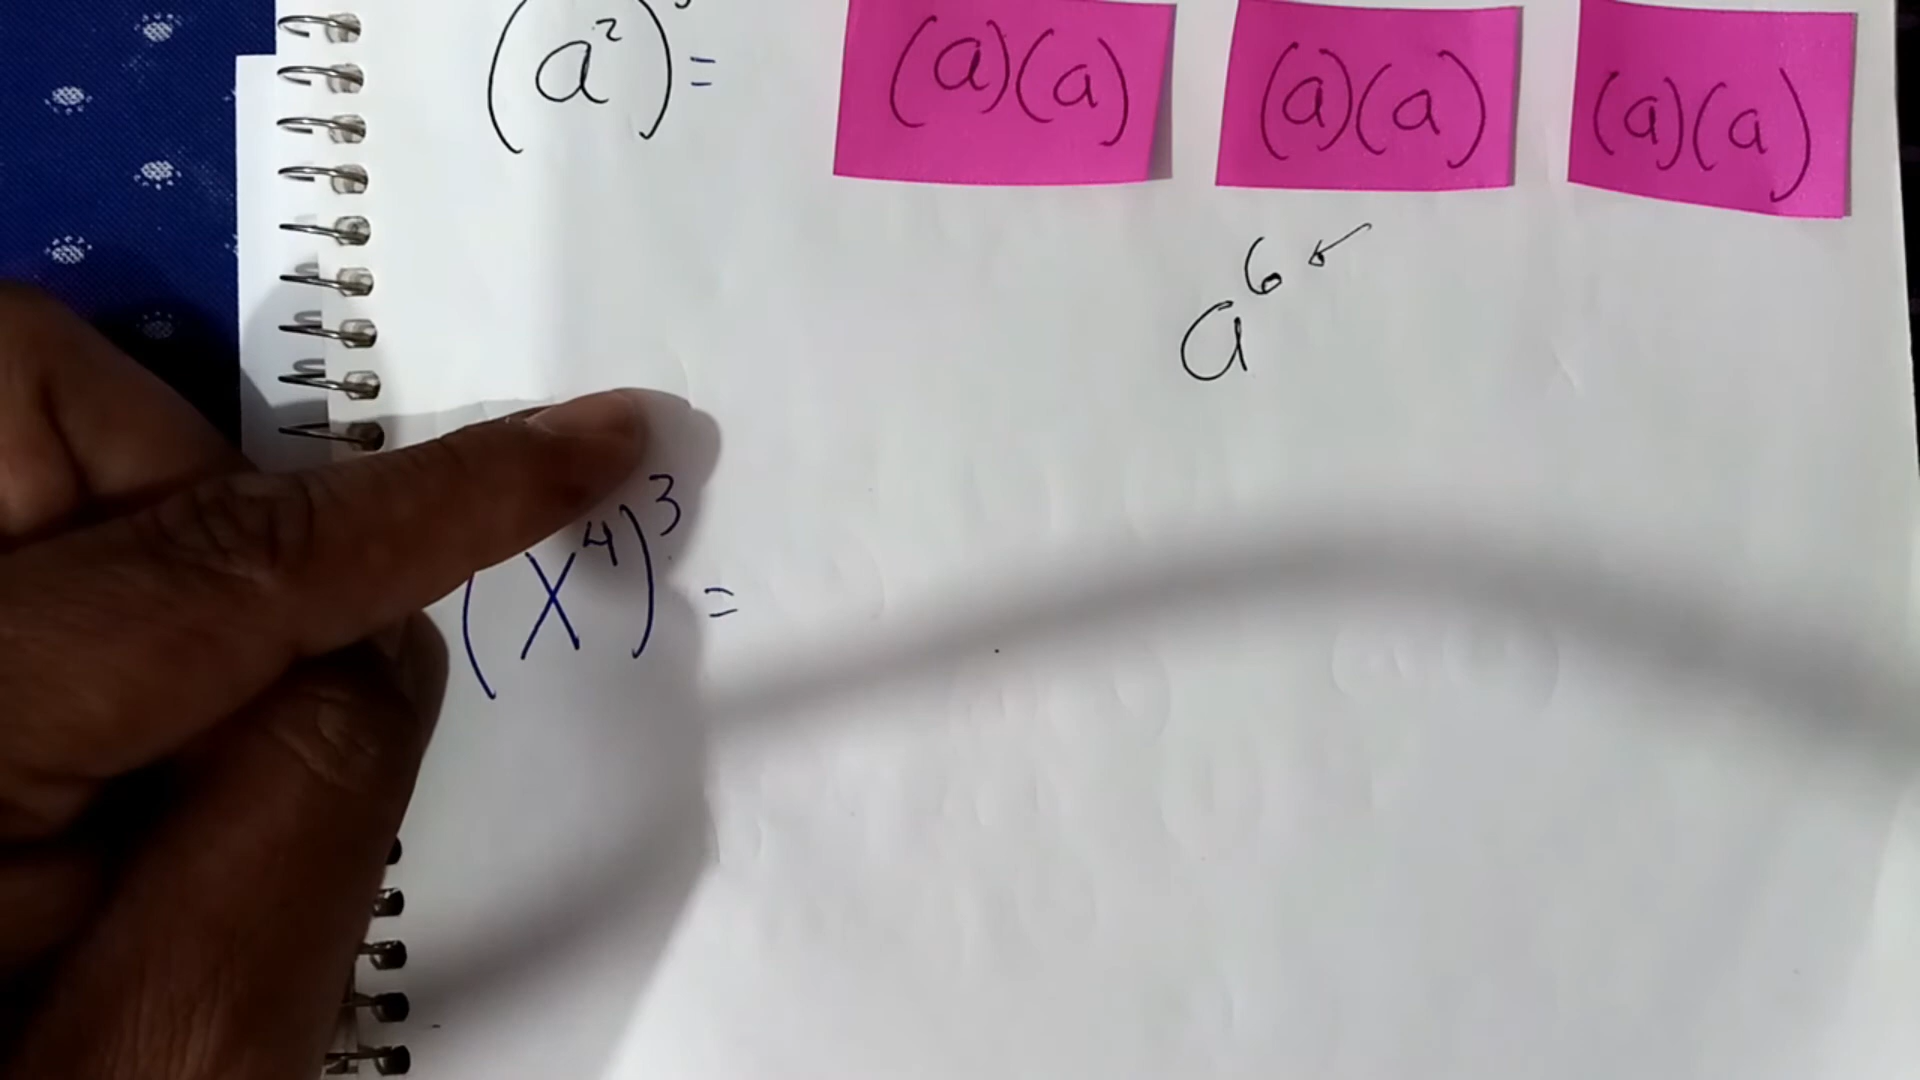 (a²)³ = (a)(a) (a)(a) (a)(a)
a⁶
(x⁴)³ =